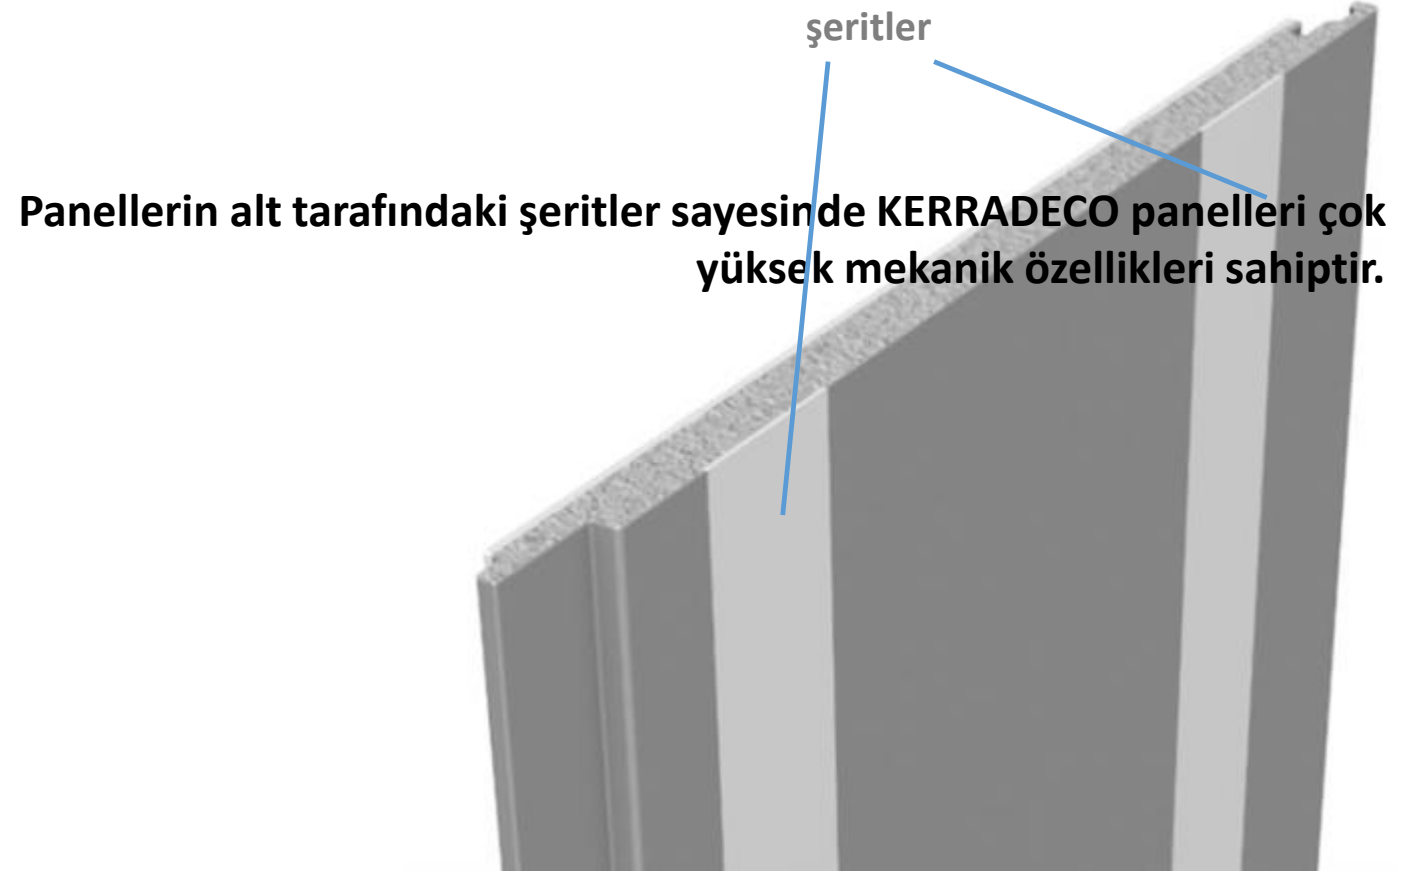 şeritler
Panellerin alt tarafındaki şeritler sayesinde KERRADECO panelleri çok
yüksek mekanik özellikleri sahiptir.